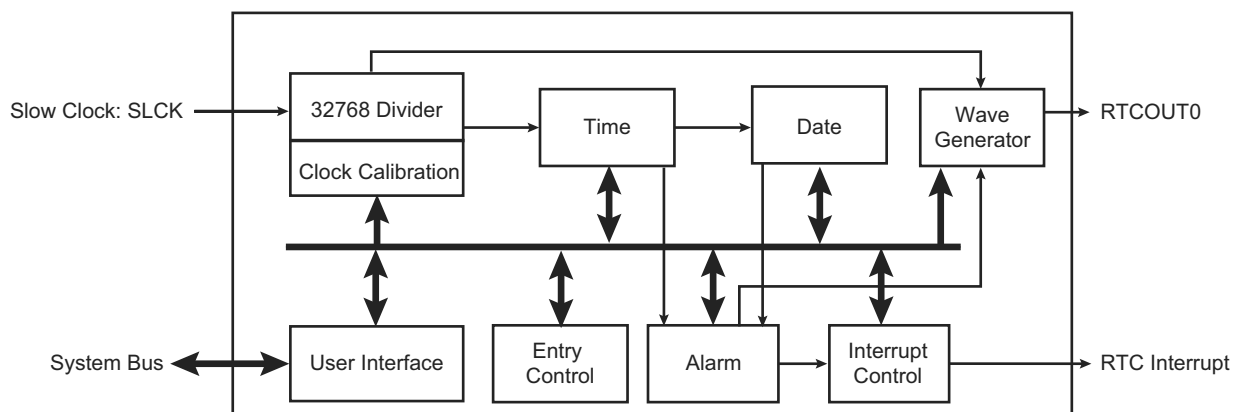 Slow Clock: SLCK
32768 Divider
Clock Calibration
Time
Date
Wave
Generator
RTCOUT0
System Bus
User Interface
Entry
Control
Alarm
Interrupt
Control
RTC Interrupt